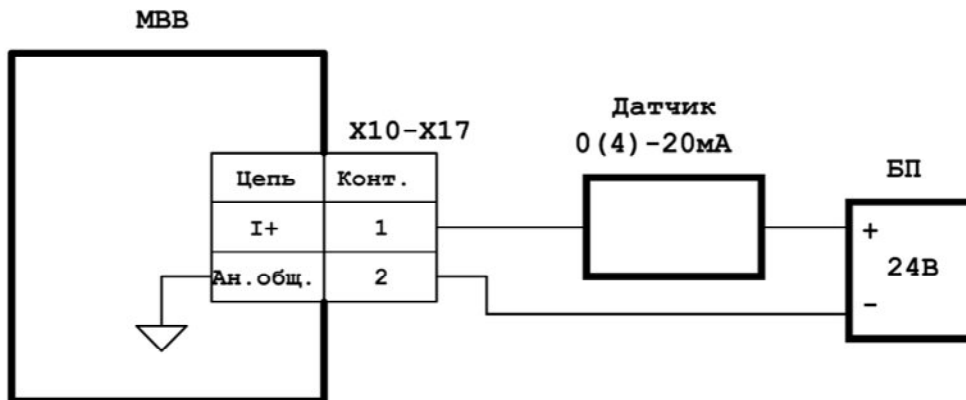 МВВ
X10-X17
Датчик
0(4)-20мА
БП
Цепь Конт.
I+ 1
Ан.общ. 2
+
24В
-